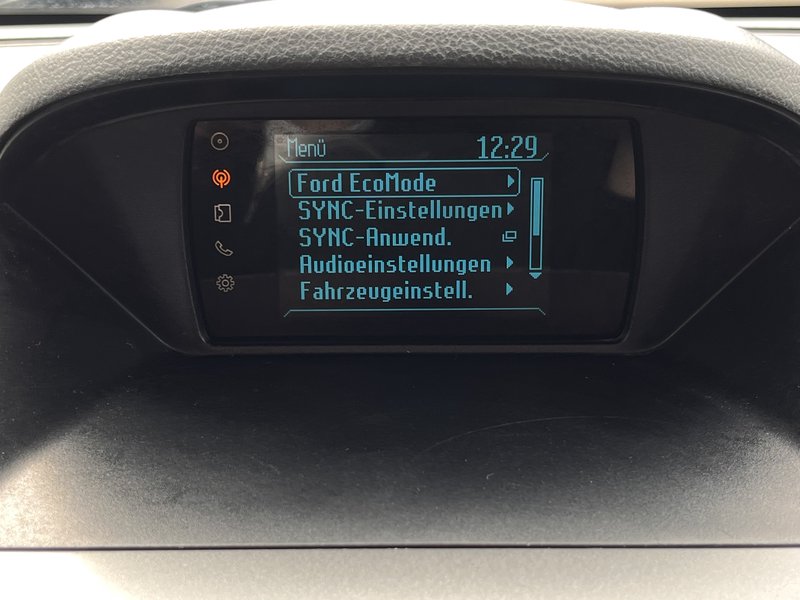 Menü 12:29
Ford EcoMode
SYNC-Einstellungen
SYNC-Anwend.
Audioeinstellungen
Fahrzeugeinstell.